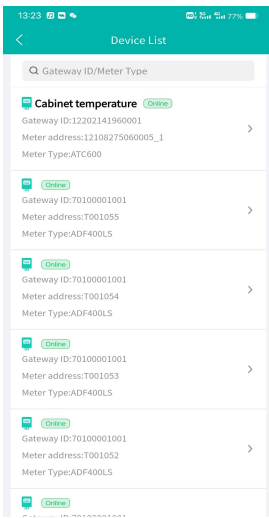 13:23 77%
Device List
Gateway ID/Meter Type
Cabinet temperature Online
Gateway ID:12202141960001
Meter address:12108275060005_1
Meter Type:ATC600
Online
Gateway ID:70100001001
Meter address:T001055
Meter Type:ADF400LS
Online
Gateway ID:70100001001
Meter address:T001054
Meter Type:ADF400LS
Online
Gateway ID:70100001001
Meter address:T001053
Meter Type:ADF400LS
Online
Gateway ID:70100001001
Meter address:T001052
Meter Type:ADF400LS
Online
Gateway ID:70100001001